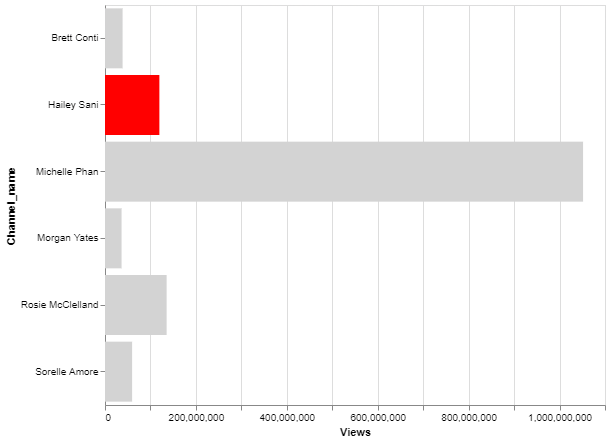 Channel_name
Brett Conti
Hailey Sani
Michelle Phan
Morgan Yates
Rosie McClelland
Sorelle Amore
0 200,000,000 400,000,000 600,000,000 800,000,000 1,000,000,000
Views